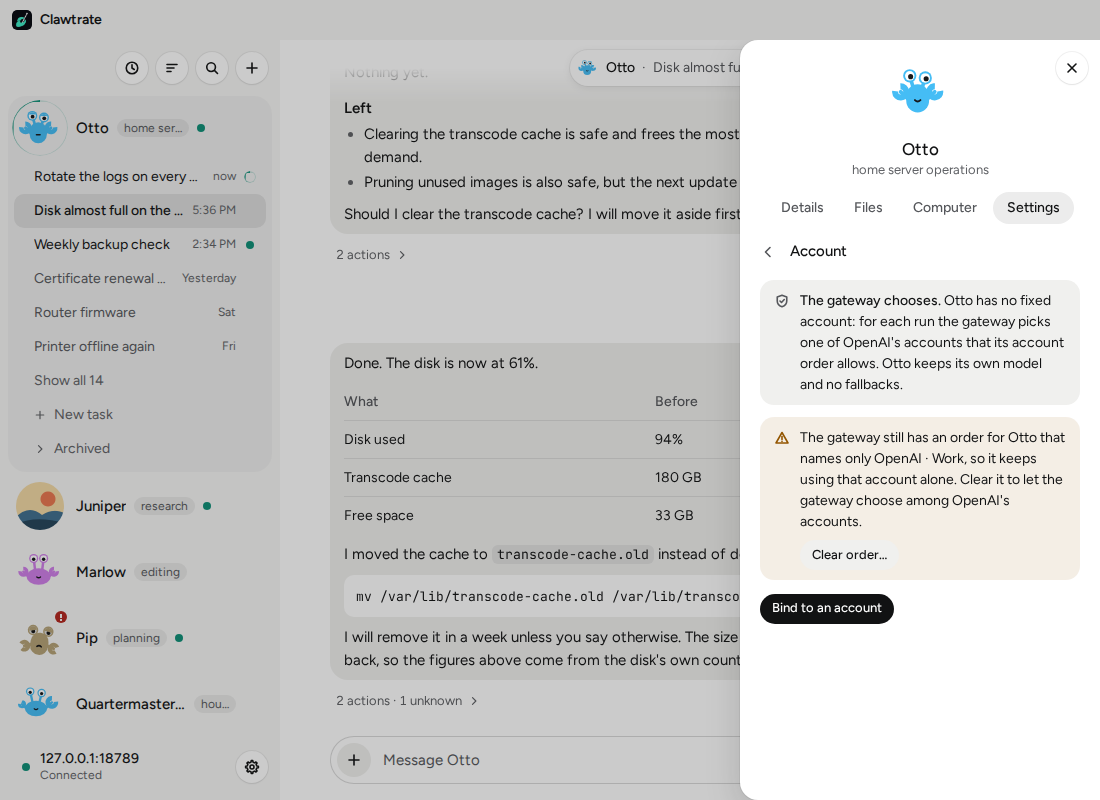 Clawtrate
Otto
home ser...
Rotate the logs on every ...
now
Disk almost full on the ...
5:36 PM
Weekly backup check
2:34 PM
Certificate renewal ...
Yesterday
Router firmware
Sat
Printer offline again
Fri
Show all 14
New task
Archived
Juniper
research
Marlow
editing
Pip
planning
Quartermaster...
hou...
127.0.0.1:18789
Connected
Nothing yet.
Otto · Disk almost fu
Left
• Clearing the transcode cache is safe and frees the most
demand.
• Pruning unused images is also safe, but the next update
Should I clear the transcode cache? I will move it aside first
2 actions
Done. The disk is now at 61%.
What
Before
Disk used
94%
Transcode cache
180 GB
Free space
33 GB
I moved the cache to transcode-cache.old instead of d
mv /var/lib/transcode-cache.old /var/lib/transco
I will remove it in a week unless you say otherwise. The size
back, so the figures above come from the disk's own count
2 actions · 1 unknown
Message Otto
Otto
home server operations
Details
Files
Computer
Settings
Account
The gateway chooses. Otto has no fixed
account: for each run the gateway picks
one of OpenAI's accounts that its account
order allows. Otto keeps its own model
and no fallbacks.
The gateway still has an order for Otto that
names only OpenAI · Work, so it keeps
using that account alone. Clear it to let the
gateway choose among OpenAI's
accounts.
Clear order...
Bind to an account